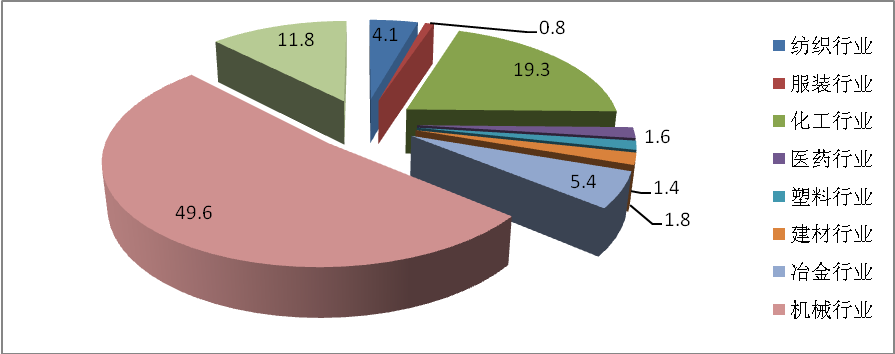 11.8
4.1
0.8
19.3
1.6
1.4
1.8
5.4
49.6
纺织行业
服装行业
化工行业
医药行业
塑料行业
建材行业
冶金行业
机械行业